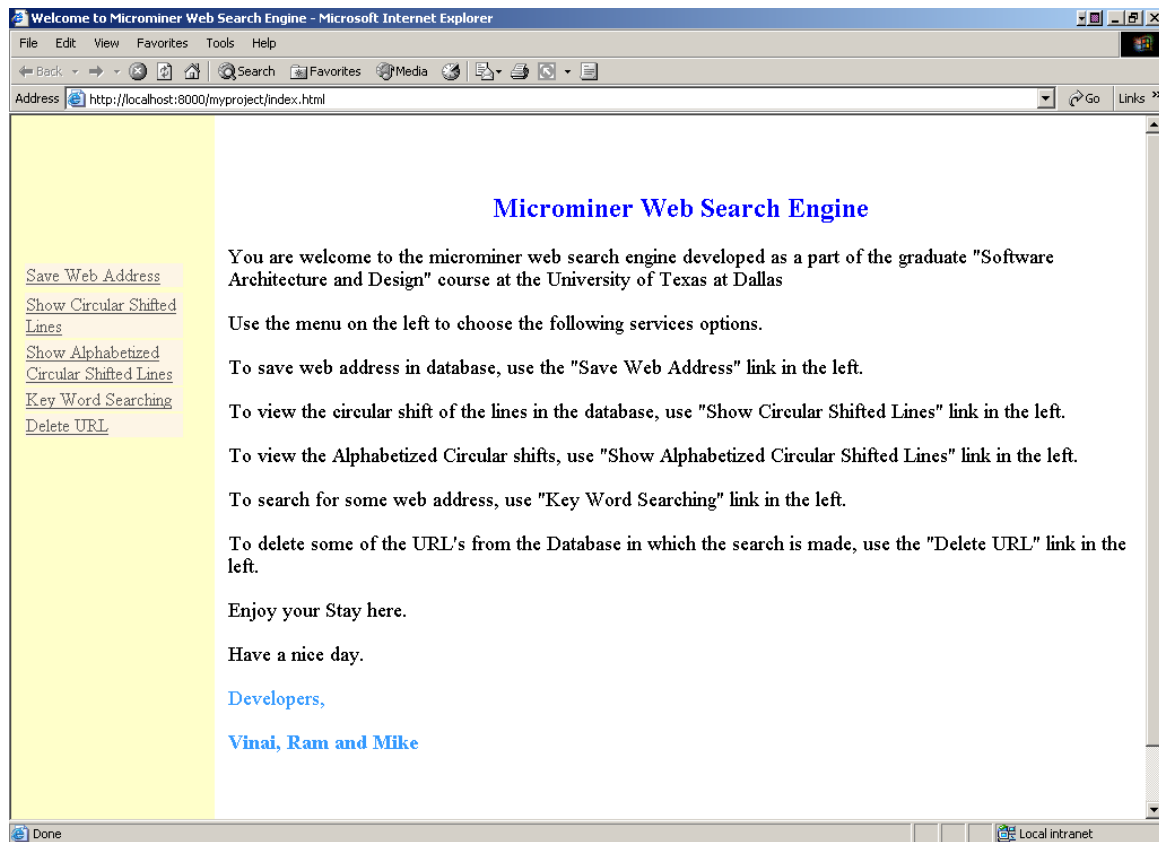 Welcome to Microminer Web Search Engine - Microsoft Internet Explorer
File Edit View Favorites Tools Help
Back Search Favorites Media
Address http://localhost:8000/myproject/index.html Go Links »
Save Web Address
Show Circular Shifted
Lines
Show Alphabetized
Circular Shifted Lines
Key Word Searching
Delete URL
Microminer Web Search Engine
You are welcome to the microminer web search engine developed as a part of the graduate "Software
Architecture and Design" course at the University of Texas at Dallas
Use the menu on the left to choose the following services options.
To save web address in database, use the "Save Web Address" link in the left.
To view the circular shift of the lines in the database, use "Show Circular Shifted Lines" link in the left.
To view the Alphabetized Circular shifts, use "Show Alphabetized Circular Shifted Lines" link in the left.
To search for some web address, use "Key Word Searching" link in the left.
To delete some of the URL's from the Database in which the search is made, use the "Delete URL" link in the
left.
Enjoy your Stay here.
Have a nice day.
Developers,
Vinai, Ram and Mike
Done Local intranet